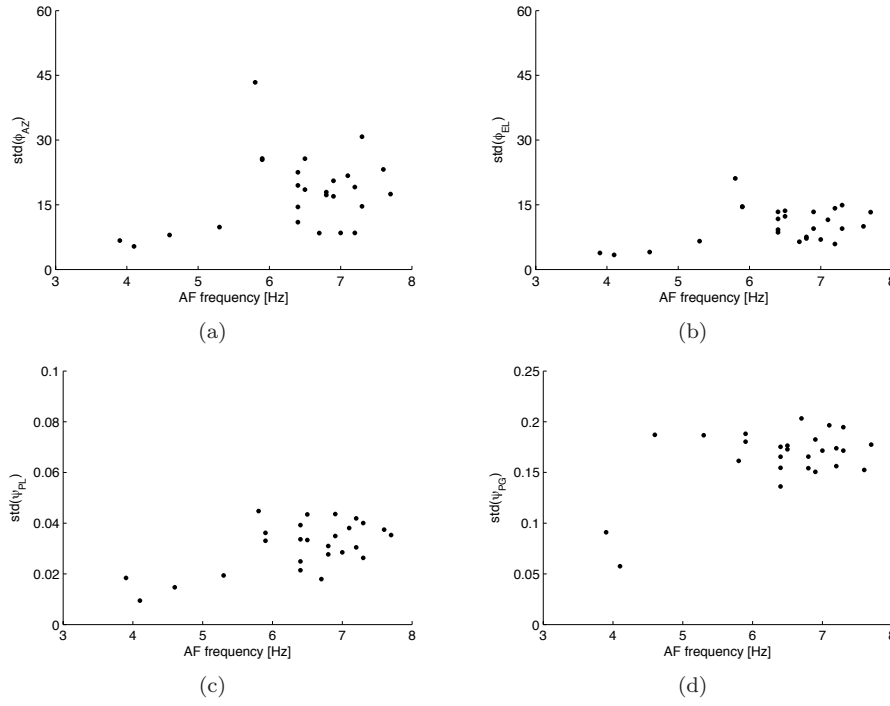 60
45
30
15
0
std(ϕAZ)
3 4 5 6 7 8
AF frequency [Hz]
(a)
60
45
30
15
0
std(ϕEL)
3 4 5 6 7 8
AF frequency [Hz]
(b)
0.1
0.08
0.06
0.04
0.02
0
std(ψPL)
3 4 5 6 7 8
AF frequency [Hz]
(c)
0.25
0.2
0.15
0.1
0.05
0
std(ψPG)
3 4 5 6 7 8
AF frequency [Hz]
(d)